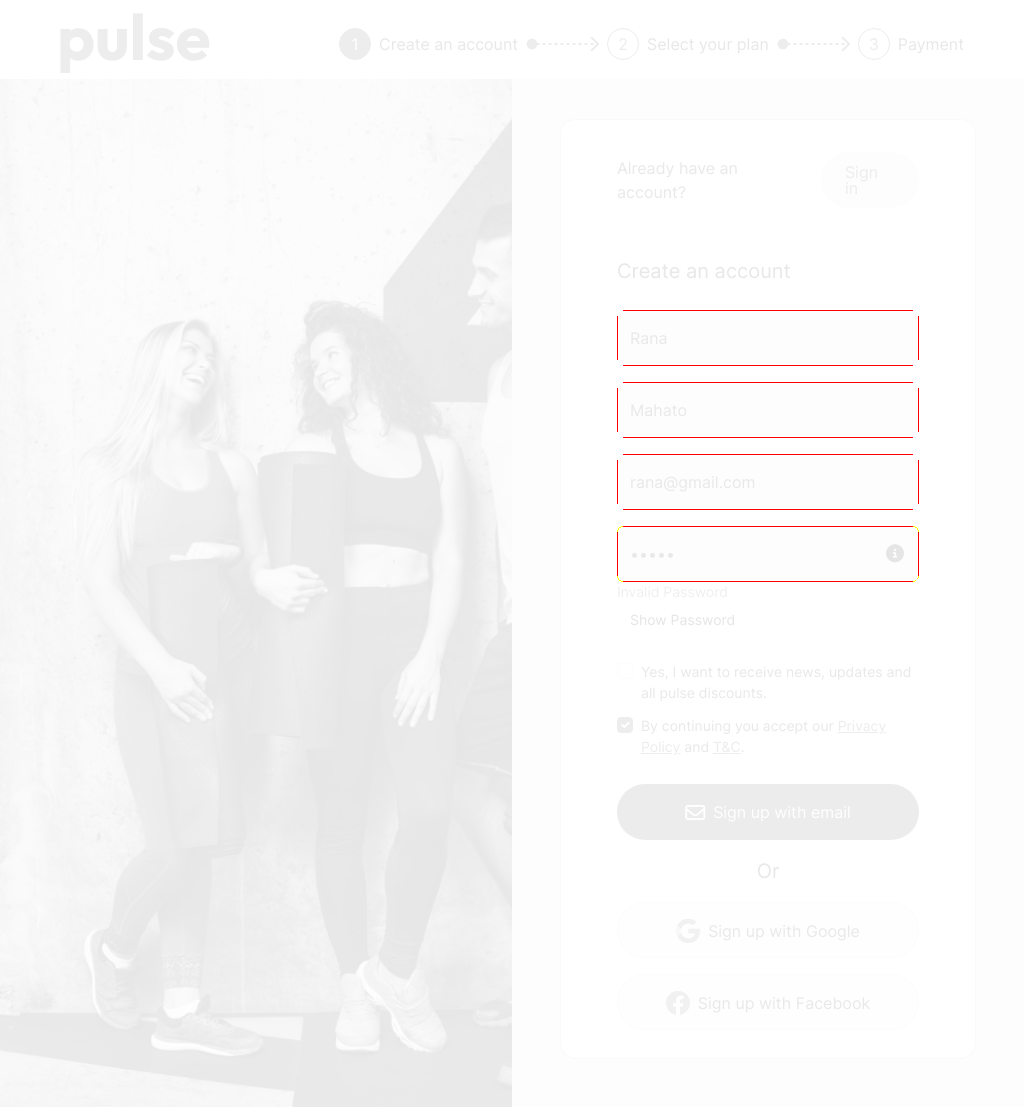 pulse
1 Create an account 2 Select your plan 3 Payment
Already have an
account?
Sign
in
Create an account
Rana
Mahato
rana@gmail.com
Invalid Password
Show Password
Yes, I want to receive news, updates and
all pulse discounts.
By continuing you accept our Privacy
Policy and T&C.
Sign up with email
Or
Sign up with Google
Sign up with Facebook